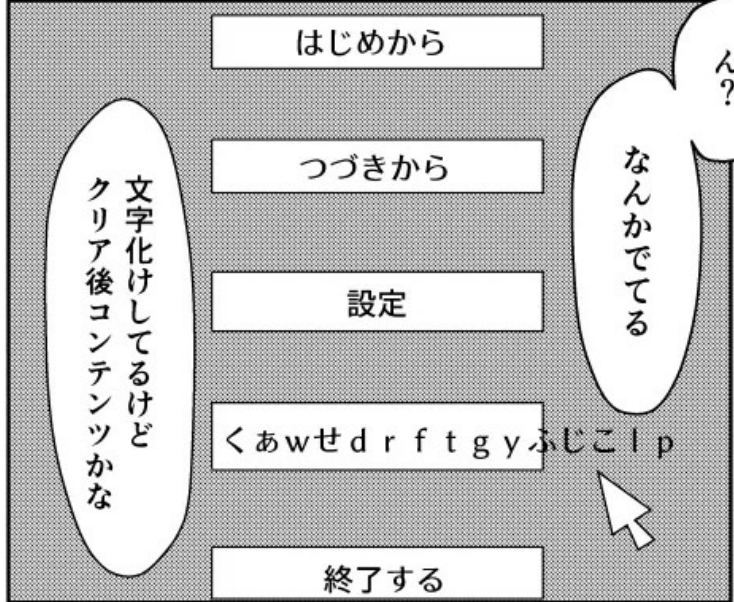 ん？
なんかでてる
はじめから
つづきから
設定
くぁｗせｄｒｆｔｇｙふじこｌｐ
終了する
文字化けしてるけど
クリア後コンテンツかな